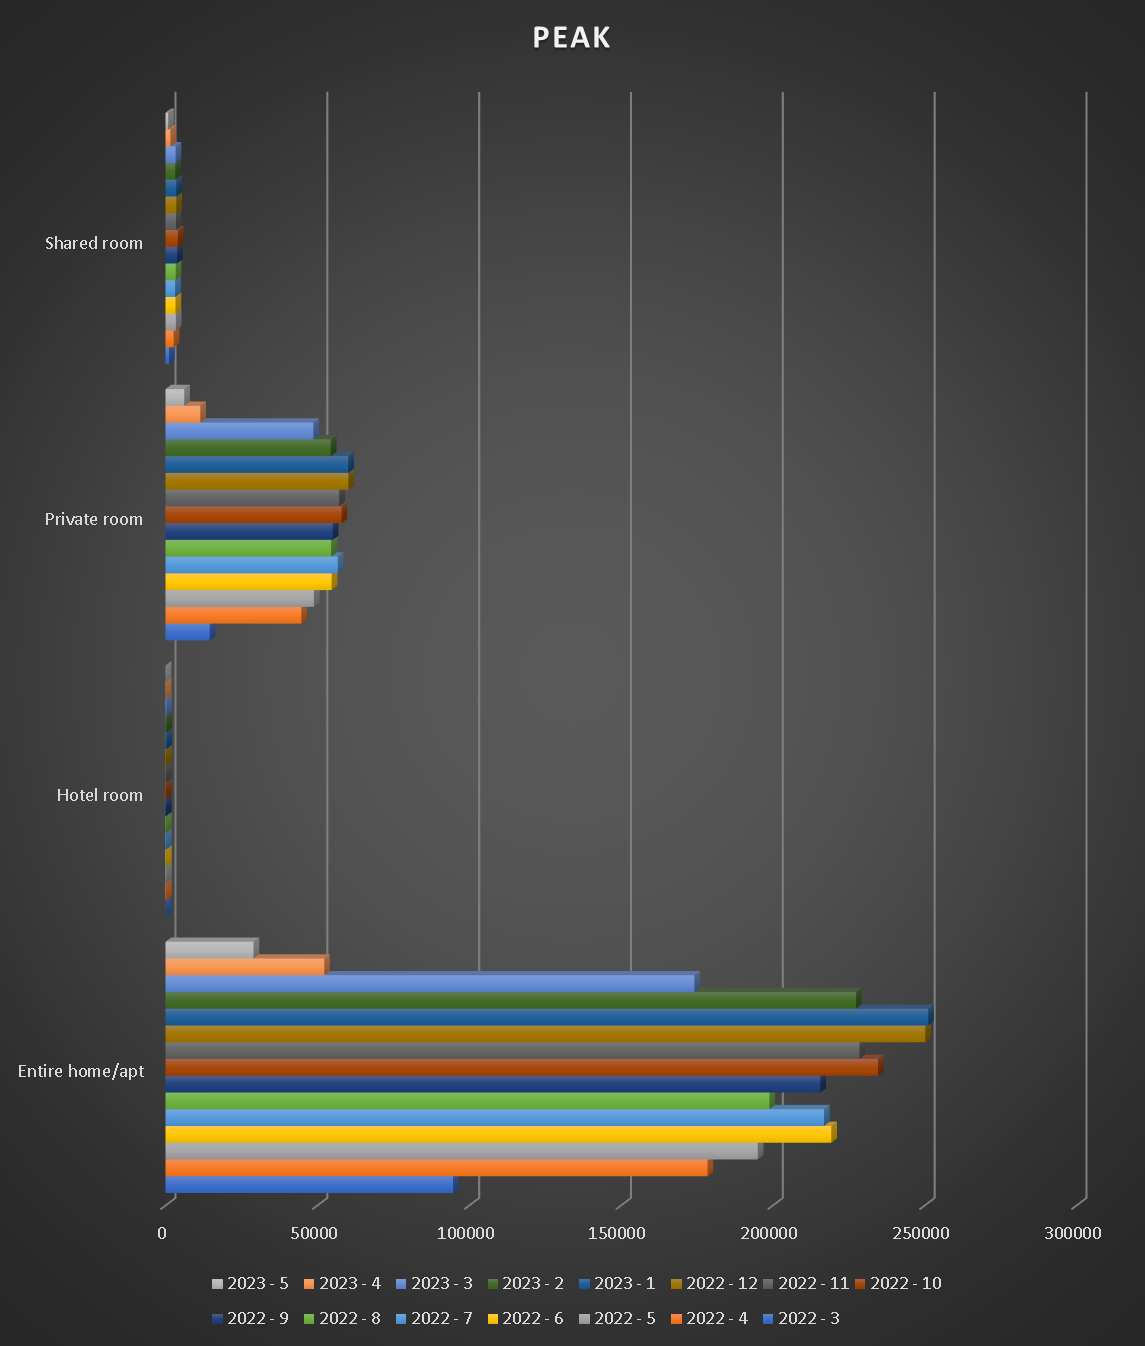 PEAK
Shared room
Private room
Hotel room
Entire home/apt
0 50000 100000 150000 200000 250000 300000
2023 - 5 2023 - 4 2023 - 3 2023 - 2 2023 - 1 2022 - 12 2022 - 11 2022 - 10
2022 - 9 2022 - 8 2022 - 7 2022 - 6 2022 - 5 2022 - 4 2022 - 3